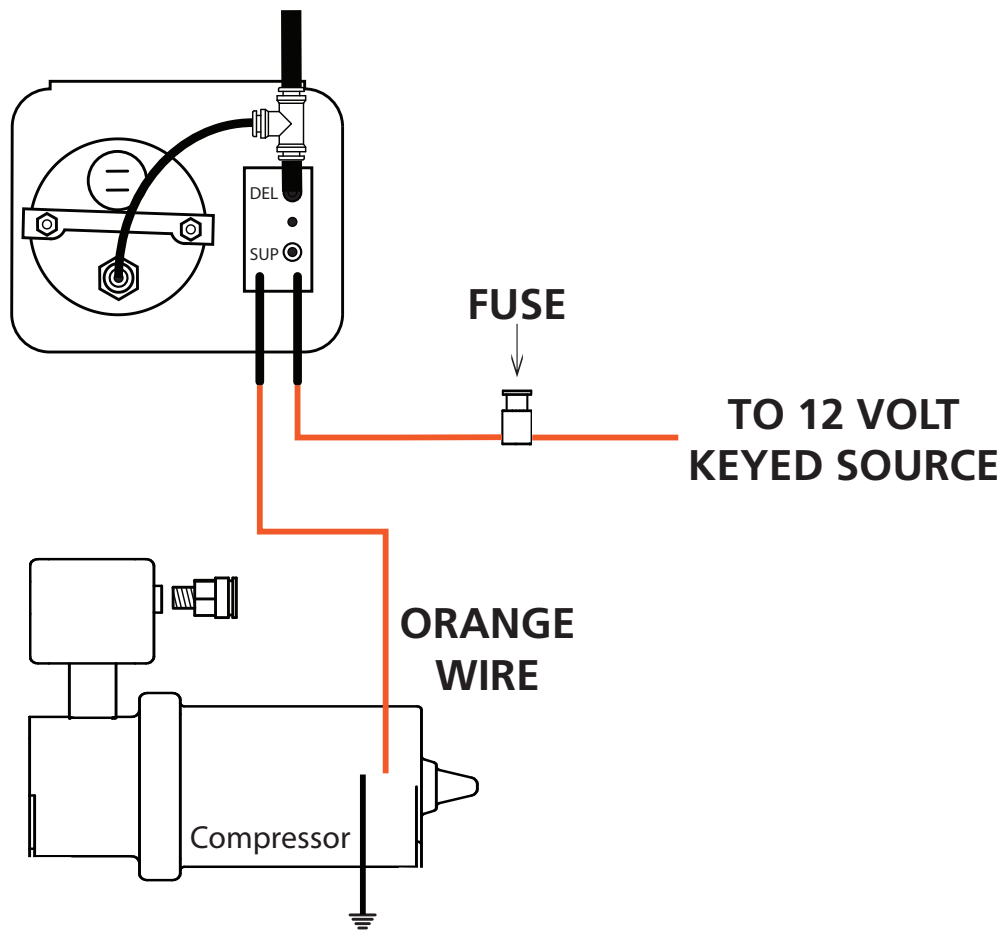 DEL
SUP
FUSE
TO 12 VOLT
KEYED SOURCE
ORANGE
WIRE
Compressor